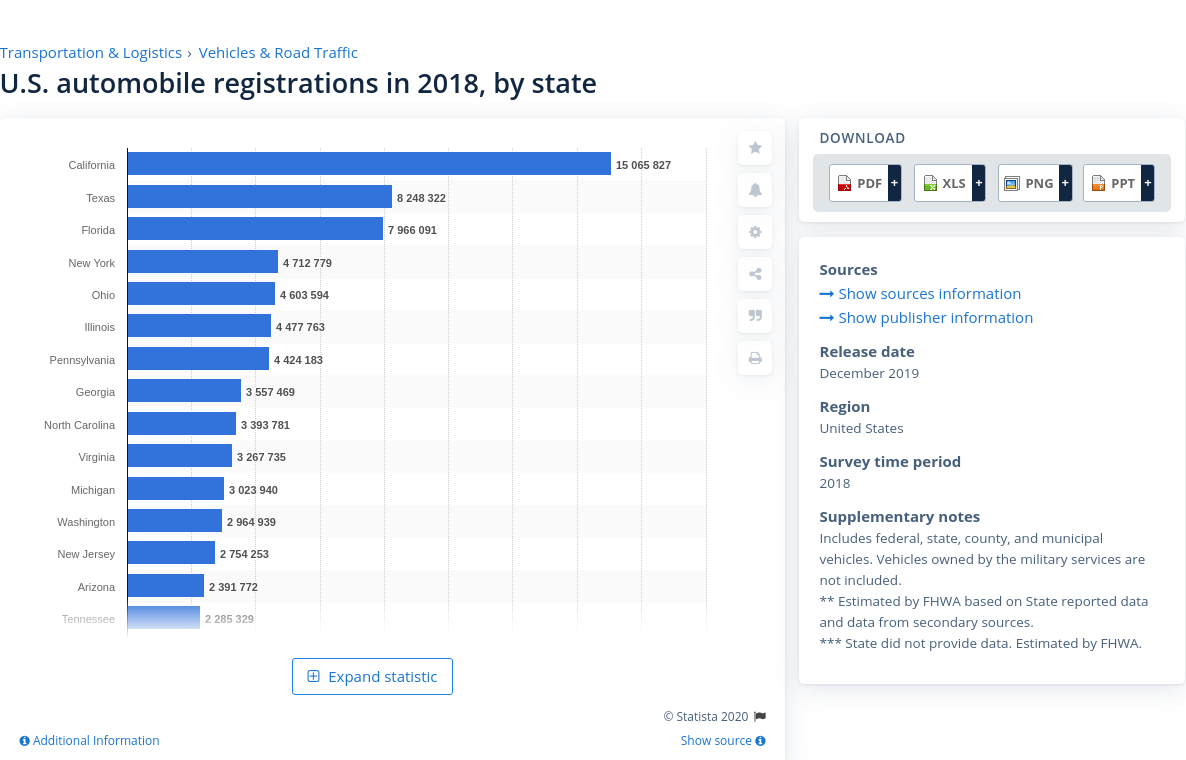 Transportation & Logistics › Vehicles & Road Traffic
U.S. automobile registrations in 2018, by state
California 15 065 827
Texas 8 248 322
Florida 7 966 091
New York 4 712 779
Ohio 4 603 594
Illinois 4 477 763
Pennsylvania 4 424 183
Georgia 3 557 469
North Carolina 3 393 781
Virginia 3 267 735
Michigan 3 023 940
Washington 2 964 939
New Jersey 2 754 253
Arizona 2 391 772
Tennessee 2 285 329
Expand statistic
© Statista 2020
Additional Information
Show source
DOWNLOAD
PDF + XLS + PNG + PPT +
Sources
Show sources information
Show publisher information
Release date
December 2019
Region
United States
Survey time period
2018
Supplementary notes
Includes federal, state, county, and municipal
vehicles. Vehicles owned by the military services are
not included.
** Estimated by FHWA based on State reported data
and data from secondary sources.
*** State did not provide data. Estimated by FHWA.